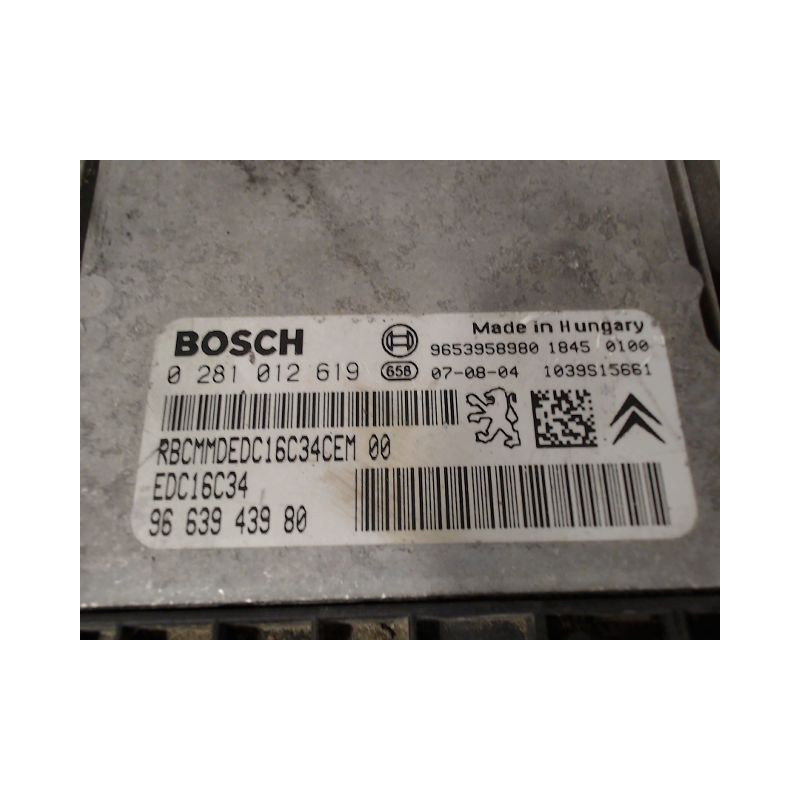 BOSCH
Made in Hungary
9653958980 1845 0100
0 281 012 619 658 07-08-04 1039S15661
RBCMMDEDC16C34CEM 00
EDC16C34
96 639 439 80